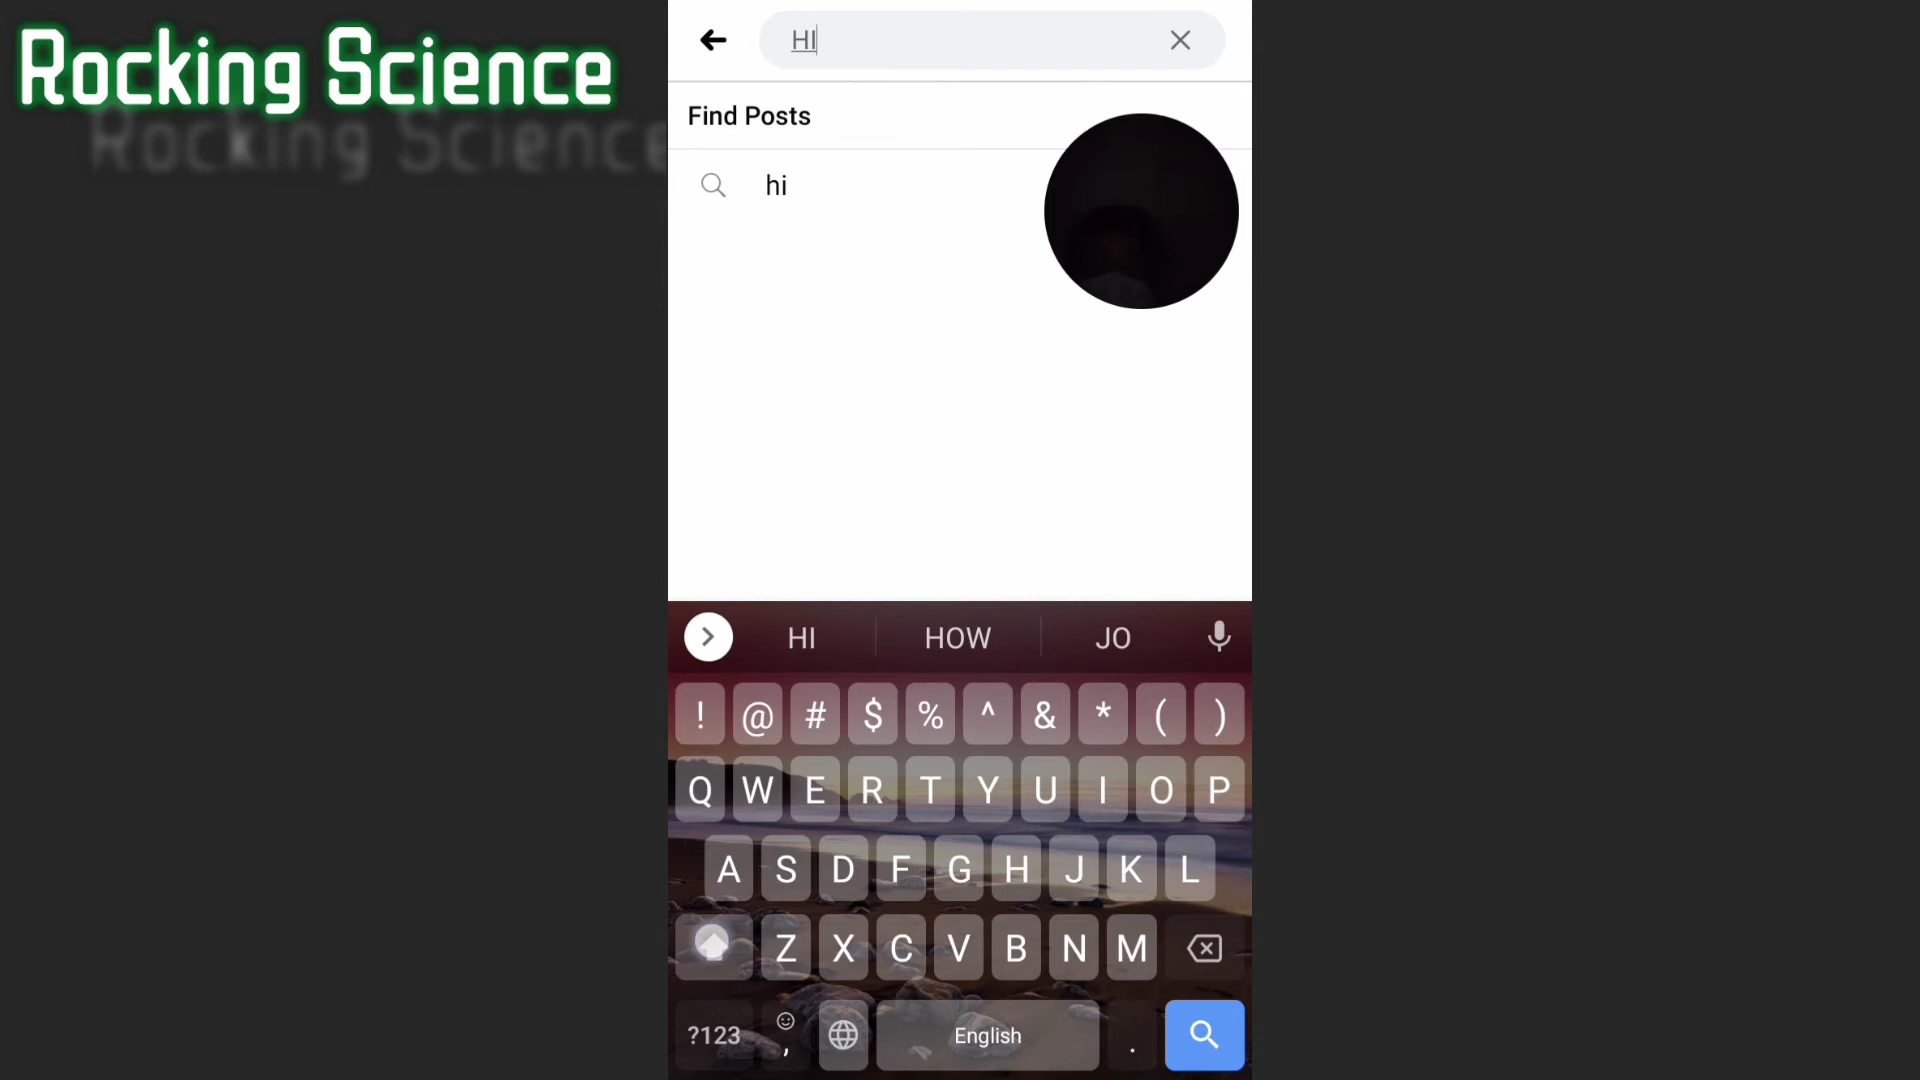 Rocking Science
Rocking Science
HI
Find Posts
hi
HI HOW JO
! @ # $ % ^ & * ( )
Q W E R T Y U I O P
A S D F G H J K L
Z X C V B N M
?123 , English .